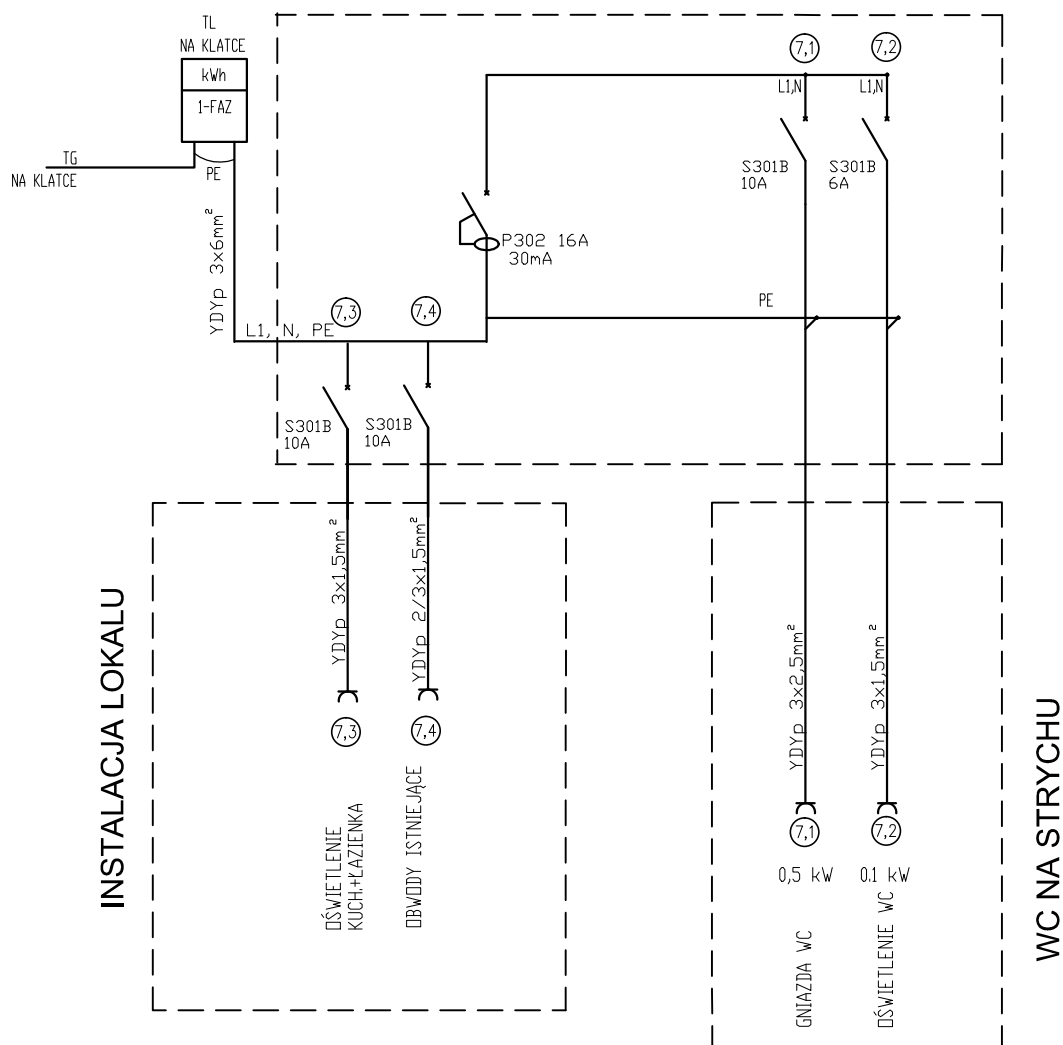 TL
NA KLATCE
kWh
1-FAZ
TG
NA KLATCE
PE
YDYp 3x6mm²
L1, N, PE
7,3
7,4
S301B
10A
S301B
10A
P302 16A
30mA
7,1
7,2
L1,N
L1,N
S301B
10A
S301B
6A
PE
INSTALACJA LOKALU
YDYp 3x1,5mm²
YDYp 2/3x1,5mm²
7,3
7,4
OŚWIETLENIE
KUCH.+ŁAZIENKA
OBWODY ISTNIEJĄCE
YDYp 3x2,5mm²
YDYp 3x1,5mm²
7,1
7,2
0,5 kW
0.1 kW
GNIAZDA WC
OŚWIETLENIE WC
WC NA STRYCHU